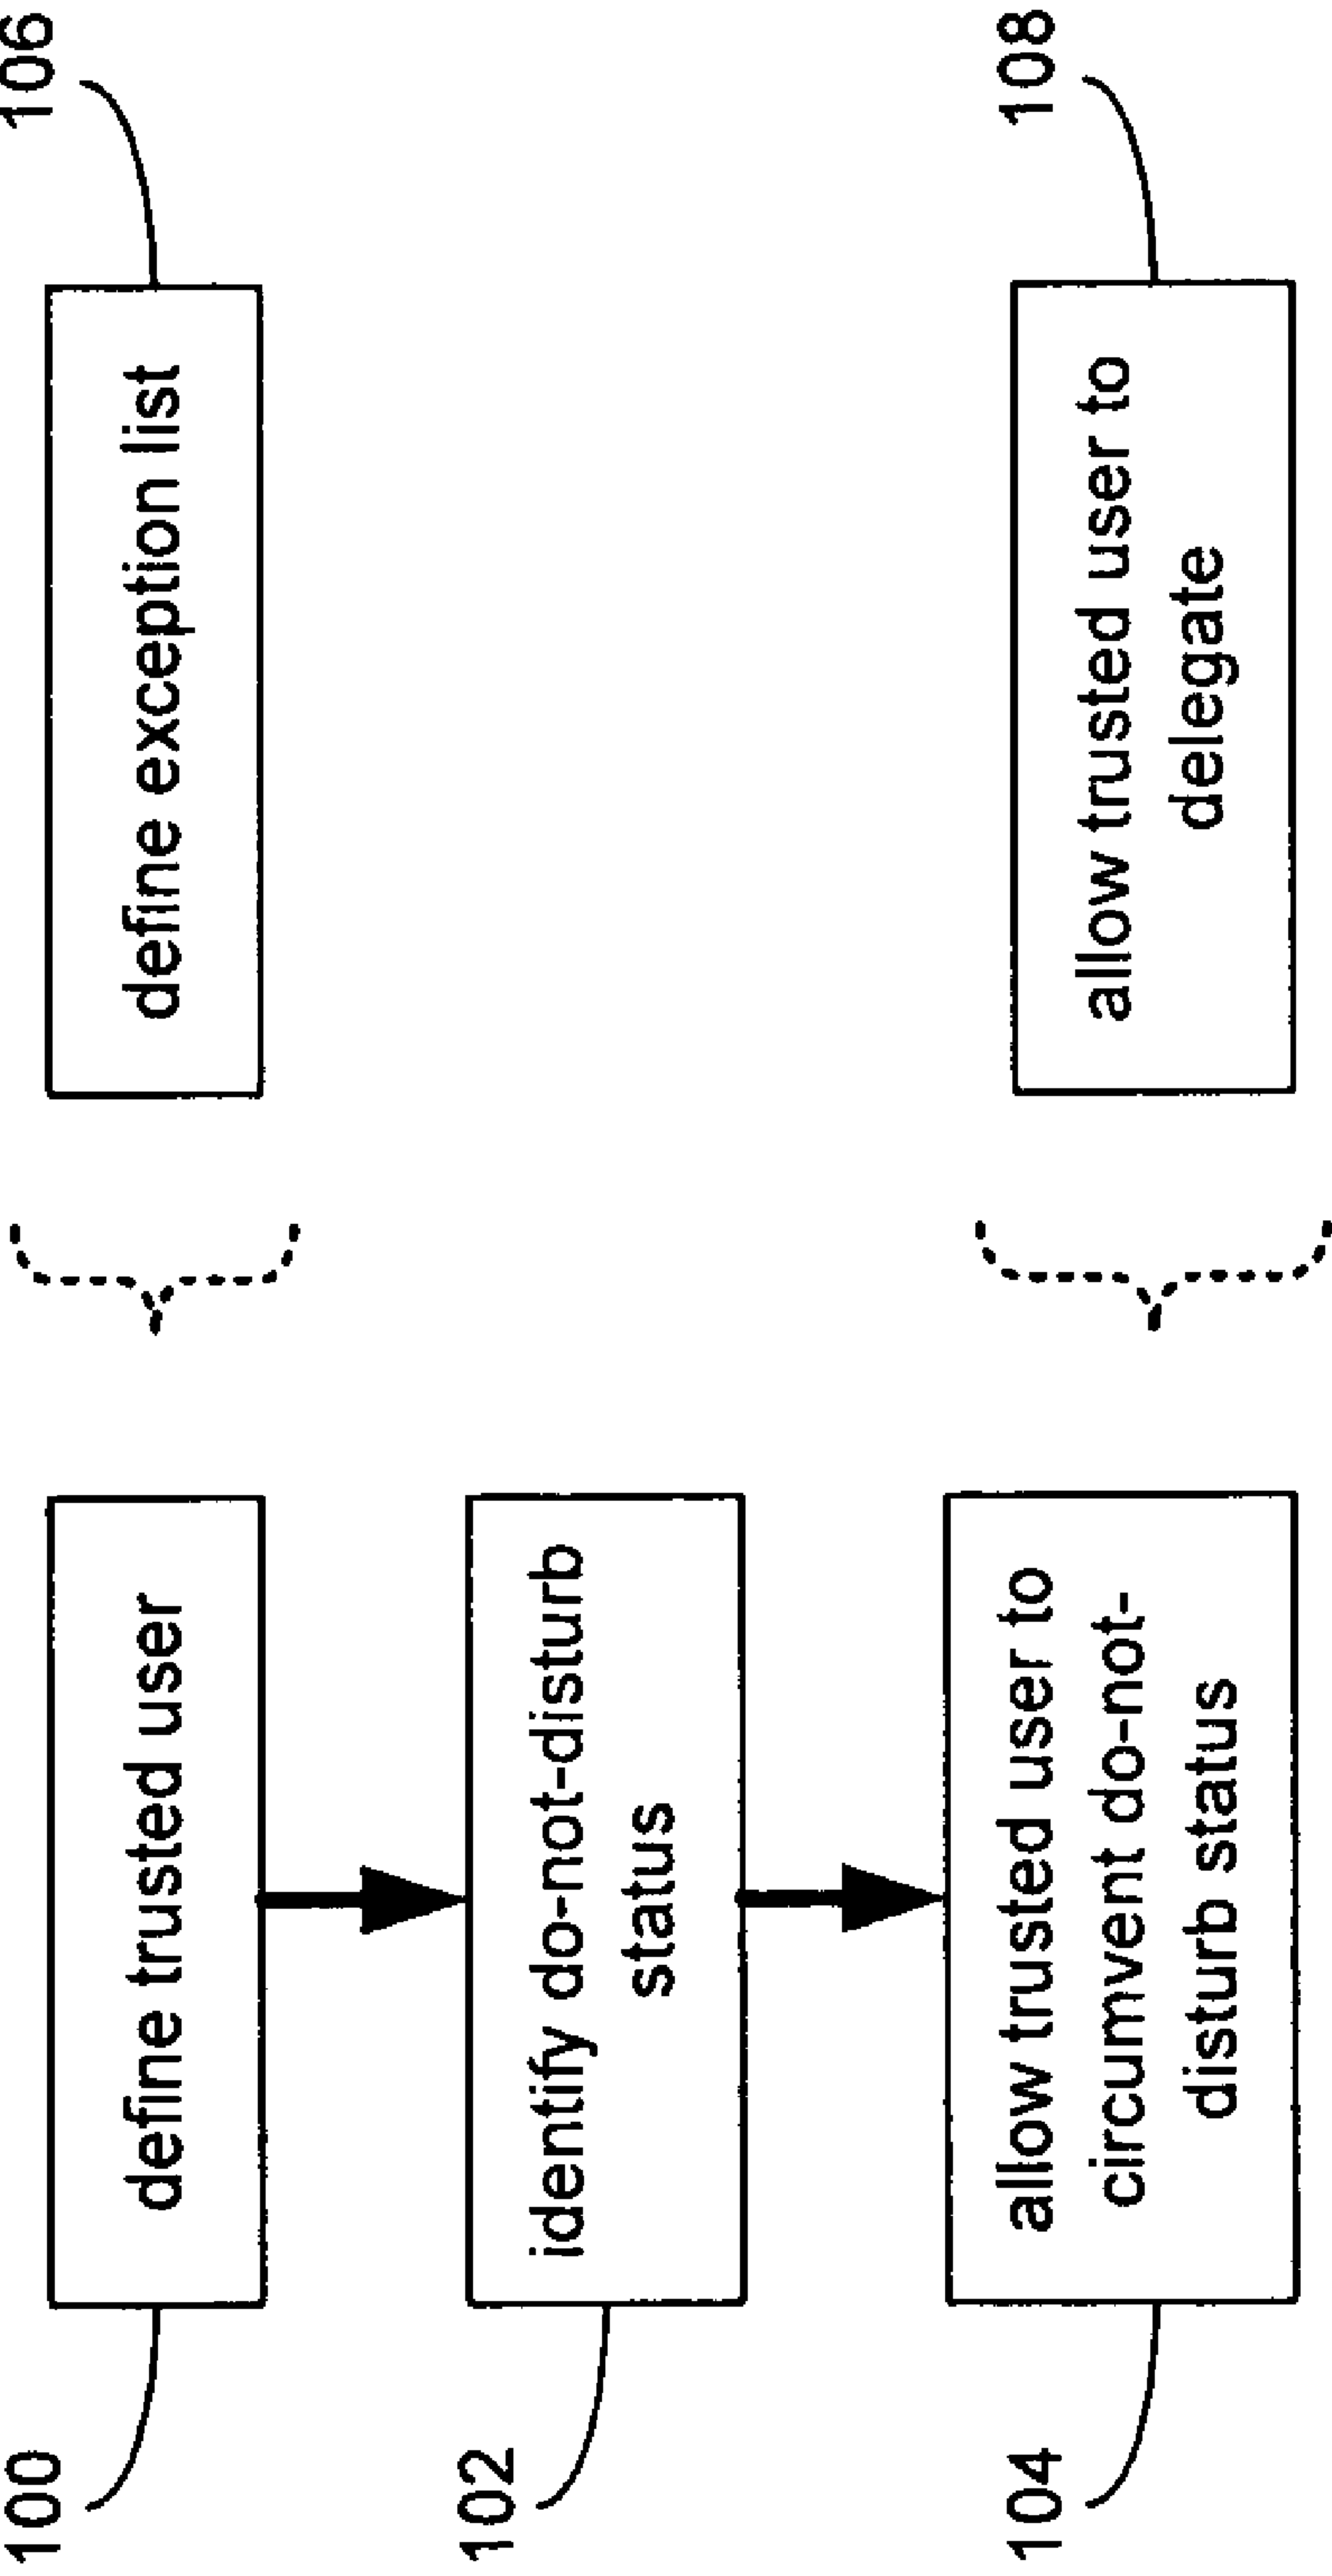 100
define trusted user
define exception list
106
102
identify do-not-disturb
status
104
allow trusted user to
circumvent do-not-
disturb status
allow trusted user to
delegate
108